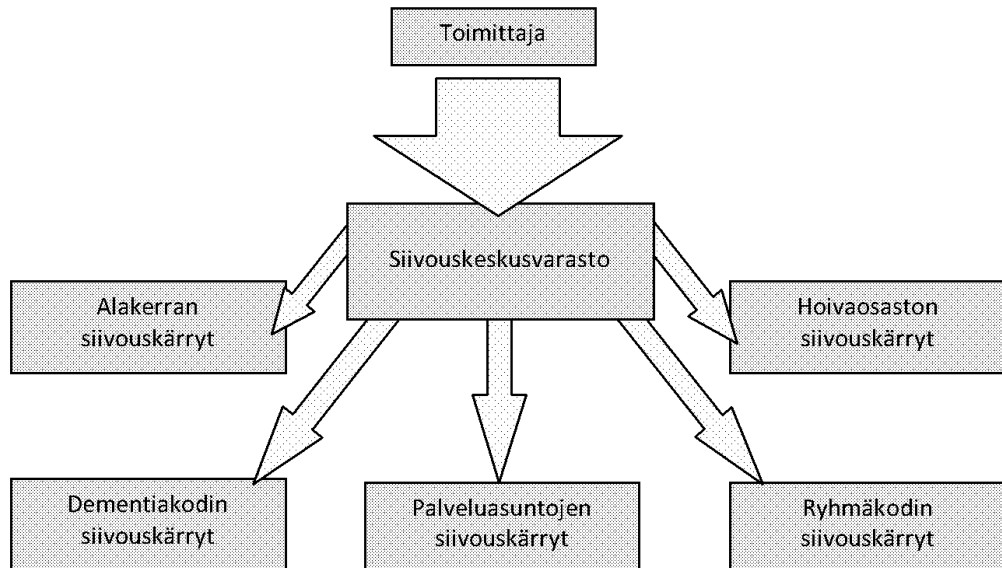 Toimittaja
Siivouskeskusvarasto
Alakerran
siivouskärryt
Hoivaosaston
siivouskärryt
Dementiakodin
siivouskärryt
Palveluasuntojen
siivouskärryt
Ryhmäkodin
siivouskärryt